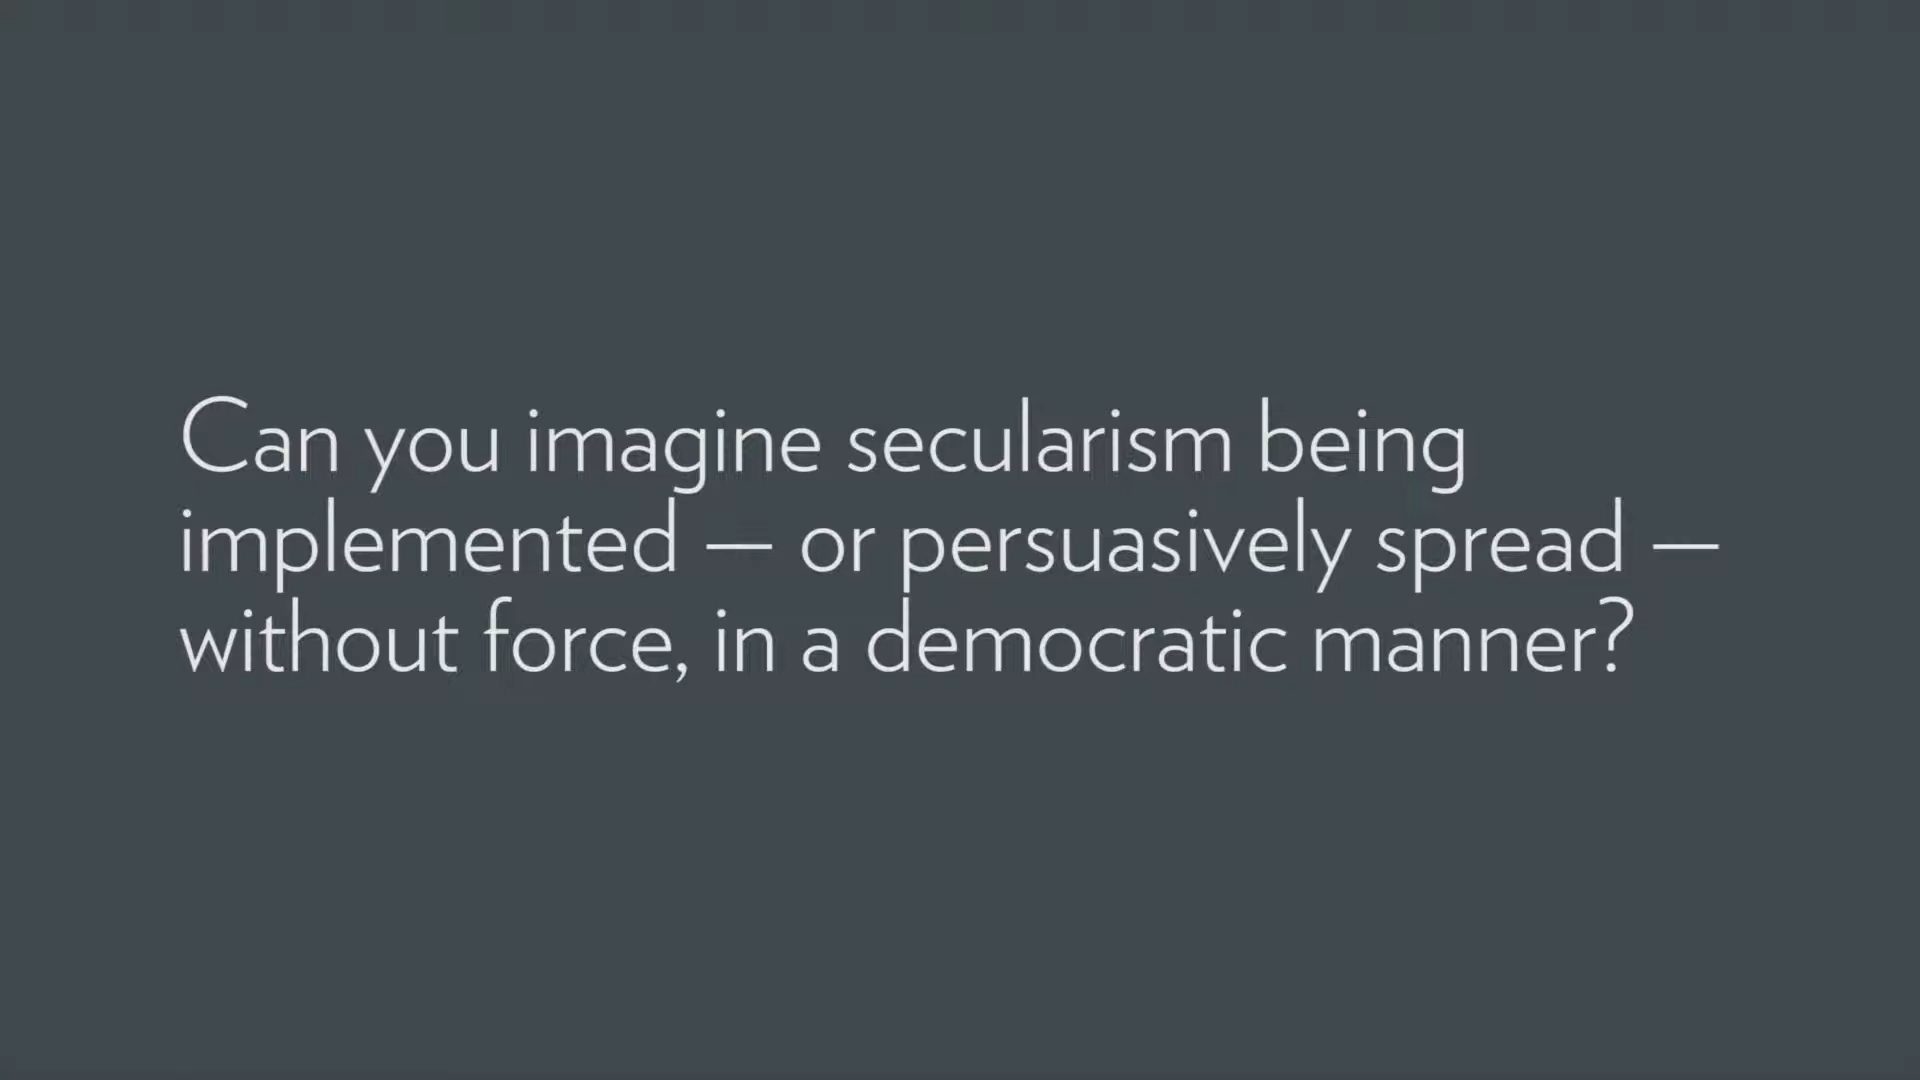 Can you imagine secularism being
implemented — or persuasively spread —
without force, in a democratic manner?